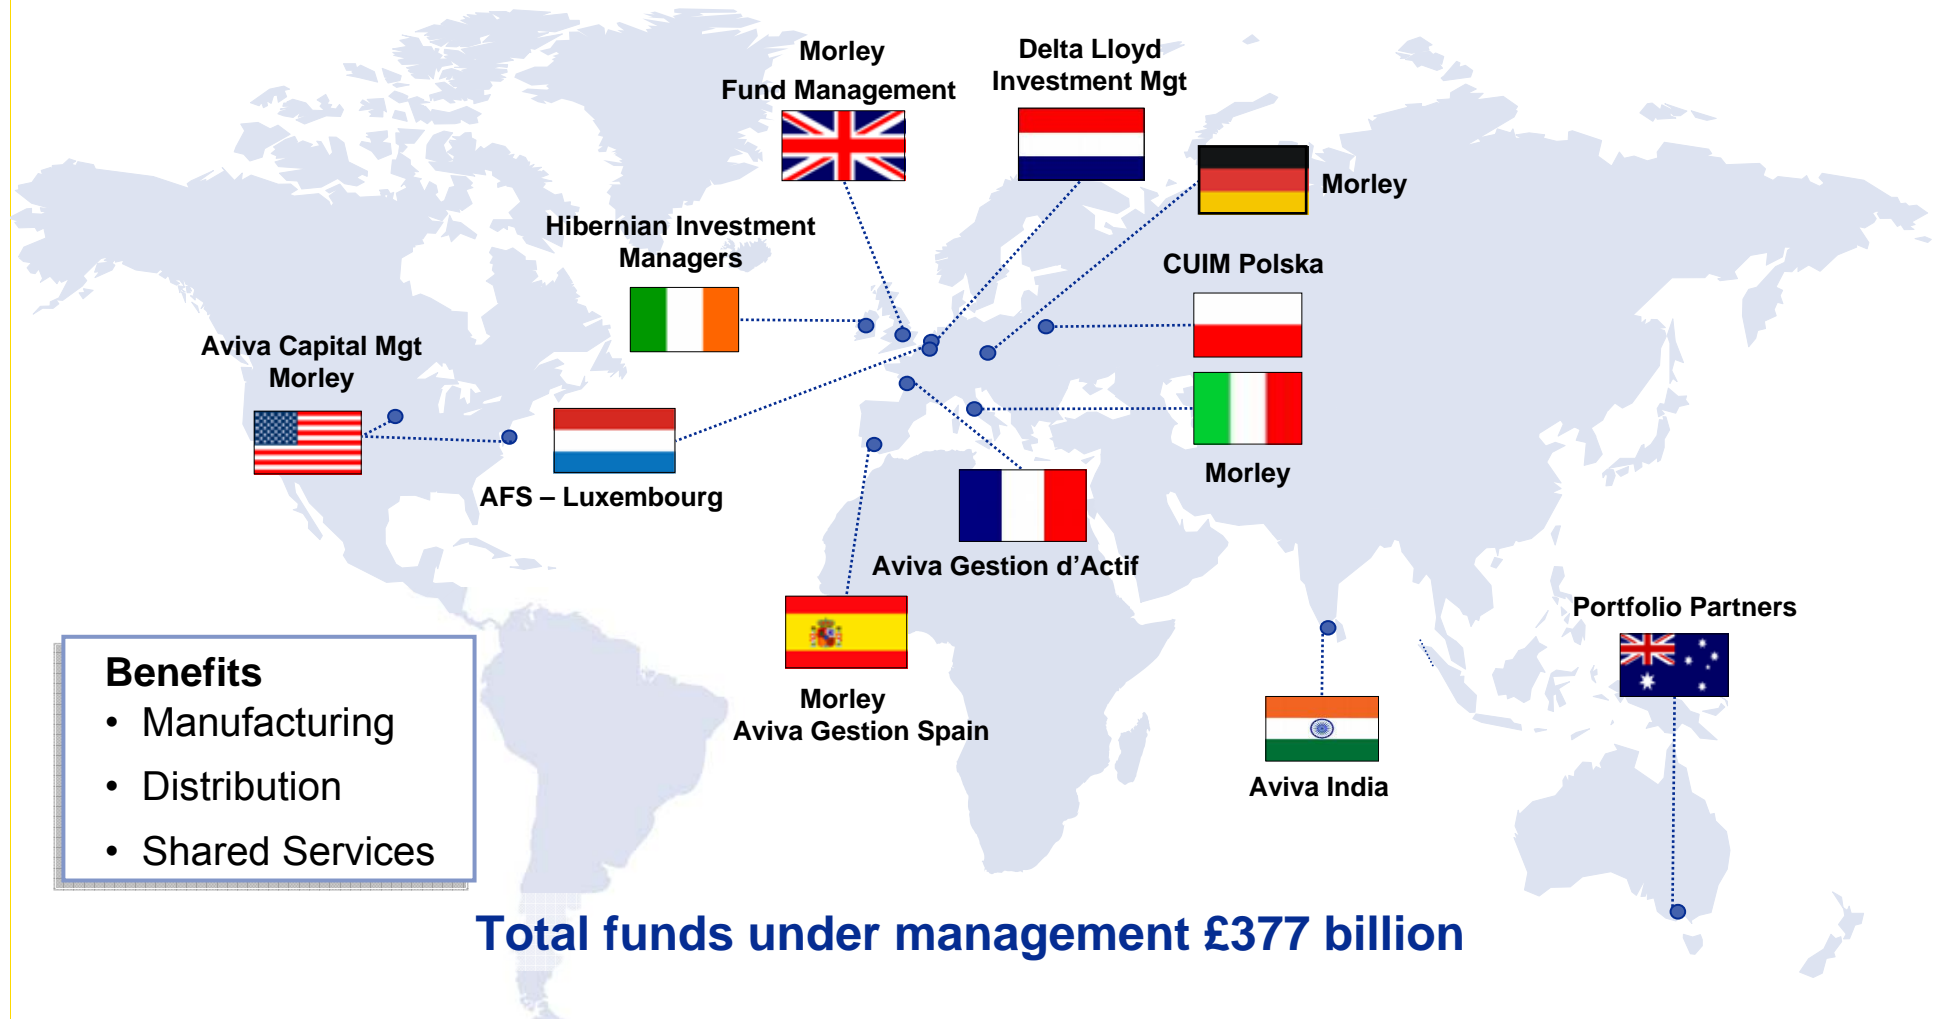 Morley
Fund Management
Delta Lloyd
Investment Mgt
Morley
Hibernian Investment
Managers
CUIM Polska
Aviva Capital Mgt
Morley
AFS – Luxembourg
Morley
Aviva Gestion d’Actif
Morley
Aviva Gestion Spain
Portfolio Partners
Aviva India
Benefits
• Manufacturing
• Distribution
• Shared Services
Total funds under management £377 billion